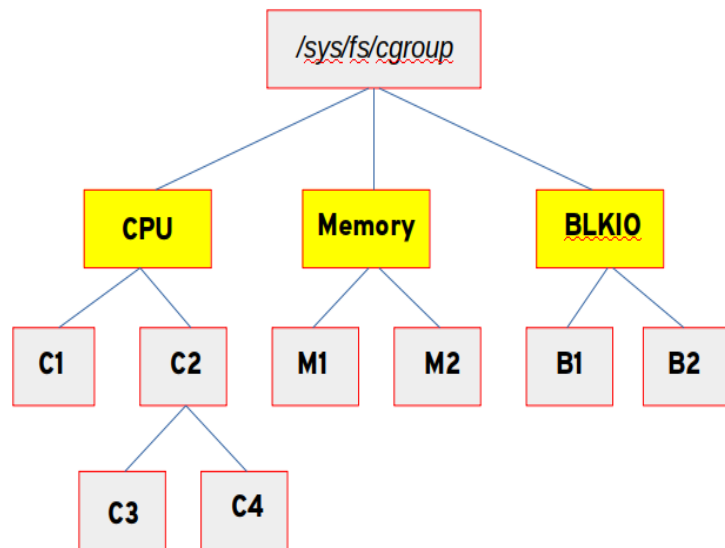 /sys/fs/cgroup
CPU
Memory
BLKIO
C1
C2
M1
M2
B1
B2
C3
C4